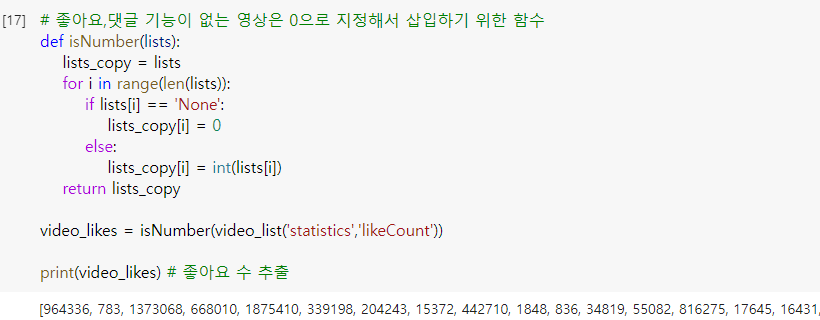 [17] # 좋아요,댓글 기능이 없는 영상은 0으로 지정해서 삽입하기 위한 함수
def isNumber(lists):
    lists_copy = lists
    for i in range(len(lists)):
        if lists[i] == 'None':
            lists_copy[i] = 0
        else:
            lists_copy[i] = int(lists[i])
    return lists_copy
video_likes = isNumber(video_list('statistics','likeCount'))
print(video_likes) # 좋아요 수 추출
[964336, 783, 1373068, 668010, 1875410, 339198, 204243, 15372, 442710, 1848, 836, 34819, 55082, 816275, 17645, 16431,